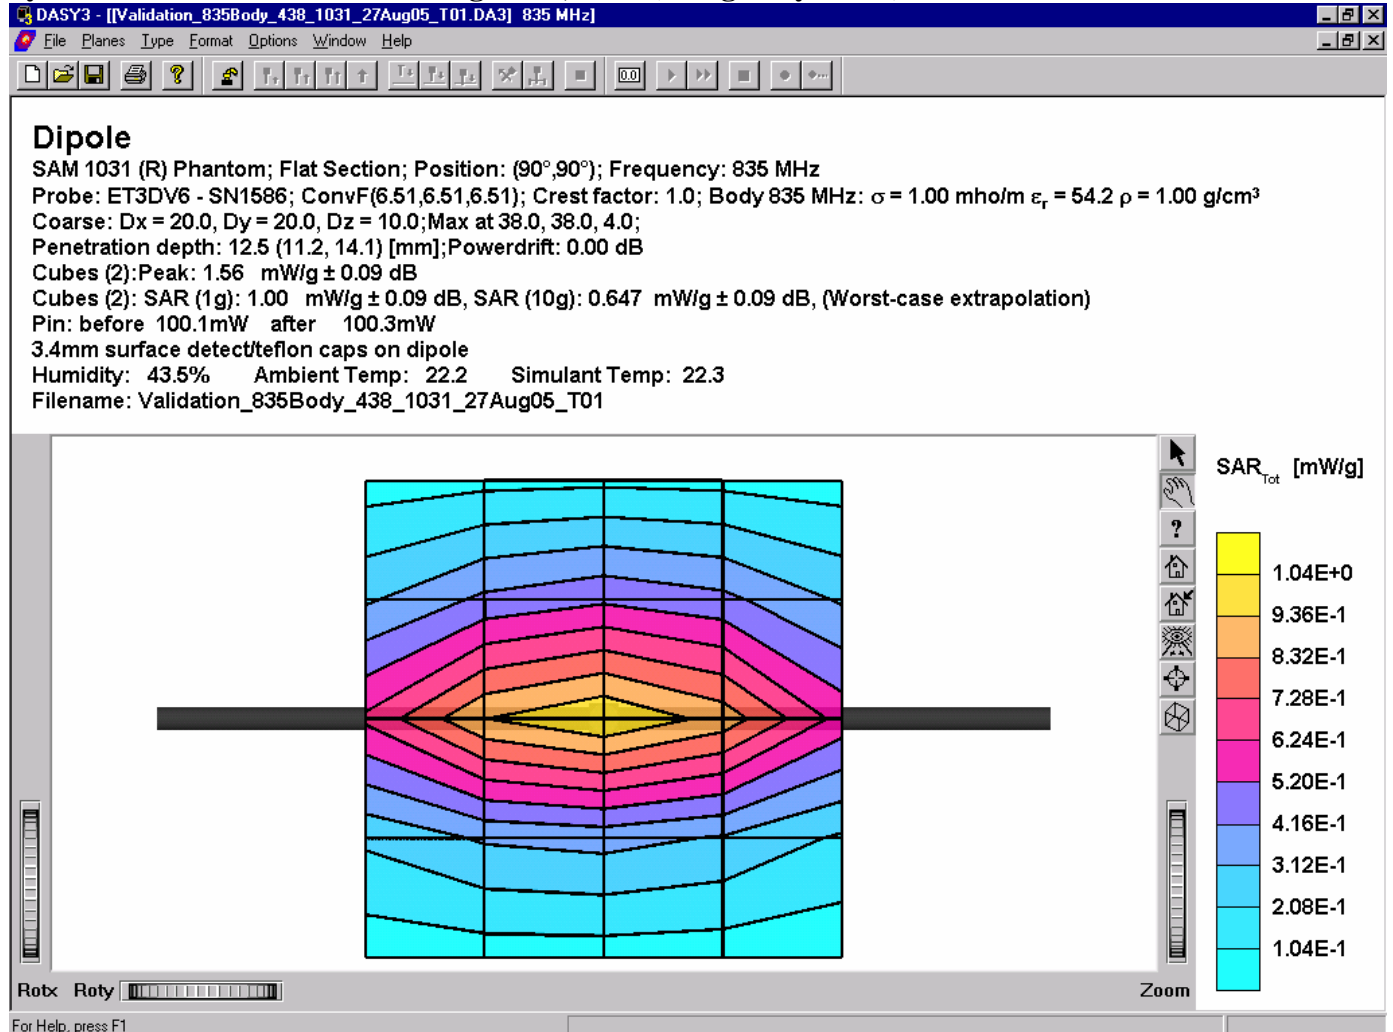 DASY3 - [[Validation_835Body_438_1031_27Aug05_T01.DA3] 835 MHz]
File Planes Type Format Options Window Help
0.0
Dipole
SAM 1031 (R) Phantom; Flat Section; Position: (90°,90°); Frequency: 835 MHz
Probe: ET3DV6 - SN1586; ConvF(6.51,6.51,6.51); Crest factor: 1.0; Body 835 MHz: σ = 1.00 mho/m εr = 54.2 ρ = 1.00 g/cm³
Coarse: Dx = 20.0, Dy = 20.0, Dz = 10.0;Max at 38.0, 38.0, 4.0;
Penetration depth: 12.5 (11.2, 14.1) [mm];Powerdrift: 0.00 dB
Cubes (2):Peak: 1.56 mW/g ± 0.09 dB
Cubes (2): SAR (1g): 1.00 mW/g ± 0.09 dB, SAR (10g): 0.647 mW/g ± 0.09 dB, (Worst-case extrapolation)
Pin: before 100.1mW after 100.3mW
3.4mm surface detect/teflon caps on dipole
Humidity: 43.5% Ambient Temp: 22.2 Simulant Temp: 22.3
Filename: Validation_835Body_438_1031_27Aug05_T01
SARTot [mW/g]
1.04E+0
9.36E-1
8.32E-1
7.28E-1
6.24E-1
5.20E-1
4.16E-1
3.12E-1
2.08E-1
1.04E-1
Rotx Roty Zoom
For Help, press F1